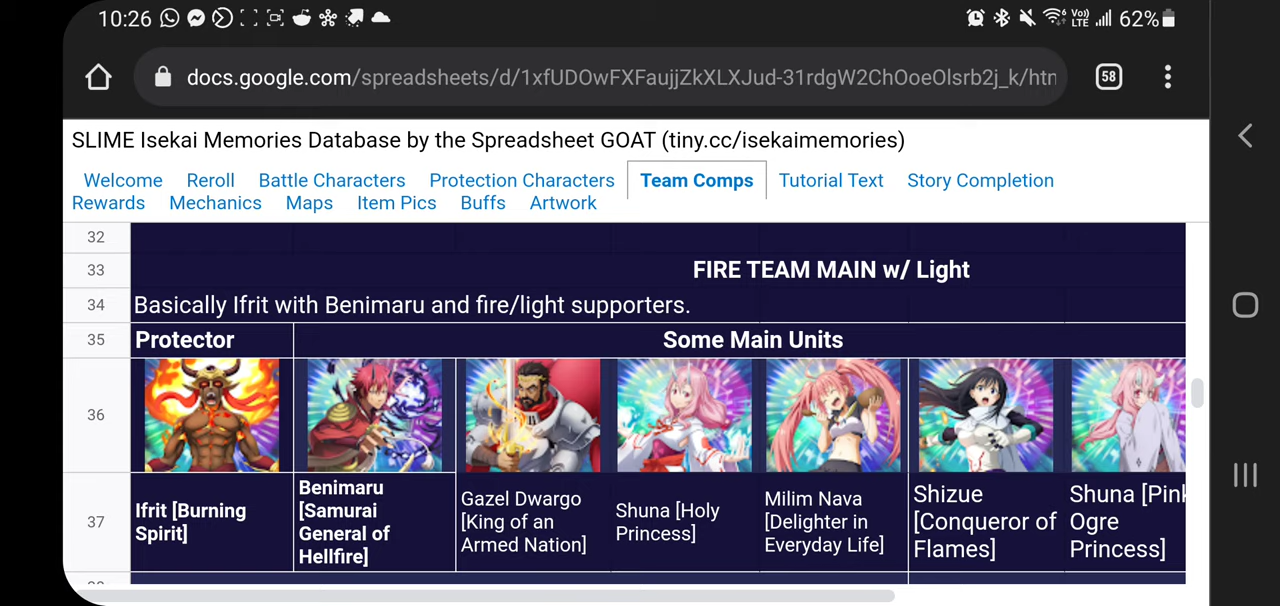 10:26
Vo))
LTE
62%
docs.google.com/spreadsheets/d/1xfUDOwFXFaujjZkXLXJud-31rdgW2ChOoeOlsrb2j_k/htm
58
SLIME Isekai Memories Database by the Spreadsheet GOAT (tiny.cc/isekaimemories)
Welcome Reroll Battle Characters Protection Characters Team Comps Tutorial Text Story Completion
Rewards Mechanics Maps Item Pics Buffs Artwork
32
33 FIRE TEAM MAIN w/ Light
34 Basically Ifrit with Benimaru and fire/light supporters.
35 Protector Some Main Units
36
37
Ifrit [Burning
Spirit]
Benimaru
[Samurai
General of
Hellfire]
Gazel Dwargo
[King of an
Armed Nation]
Shuna [Holy
Princess]
Milim Nava
[Delighter in
Everyday Life]
Shizue
[Conqueror of
Flames]
Shuna [Pink
Ogre
Princess]